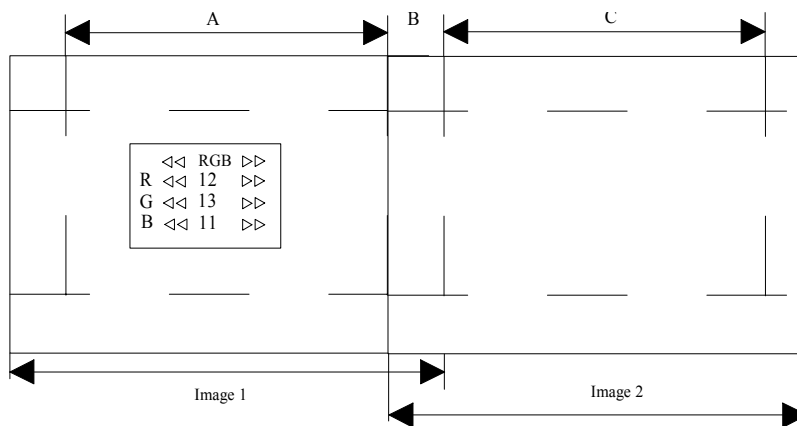 A B C
◁◁ RGB ▷▷
R ◁◁ 12 ▷▷
G ◁◁ 13 ▷▷
B ◁◁ 11 ▷▷
Image 1 Image 2